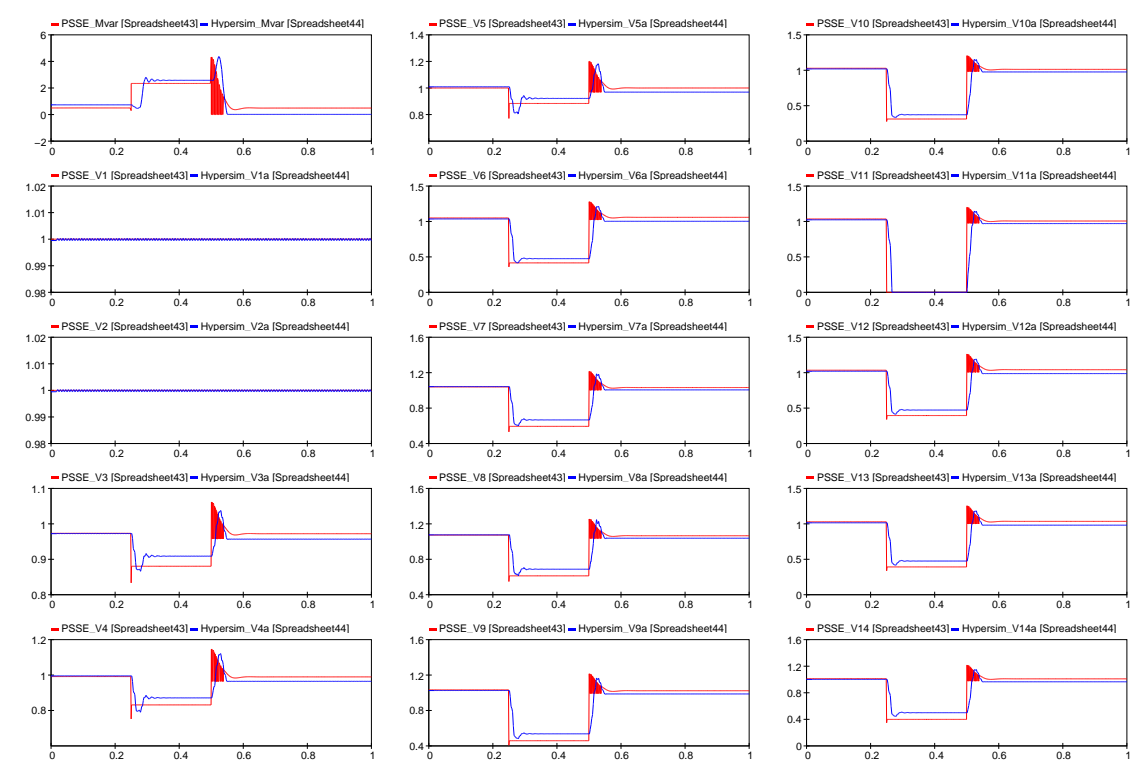 PSSE_Mvar [Spreadsheet43] Hypersim_Mvar [Spreadsheet44]
6
4
2
0
−2
0 0.2 0.4 0.6 0.8 1
PSSE_V5 [Spreadsheet43] Hypersim_V5a [Spreadsheet44]
1.4
1.2
1
0.8
0 0.2 0.4 0.6 0.8 1
PSSE_V10 [Spreadsheet43] Hypersim_V10a [Spreadsheet44]
1.5
1
0.5
0
0 0.2 0.4 0.6 0.8 1
PSSE_V1 [Spreadsheet43] Hypersim_V1a [Spreadsheet44]
1.02
1.01
1
0.99
0.98
0 0.2 0.4 0.6 0.8 1
PSSE_V6 [Spreadsheet43] Hypersim_V6a [Spreadsheet44]
1.5
1
0.5
0
0 0.2 0.4 0.6 0.8 1
PSSE_V11 [Spreadsheet43] Hypersim_V11a [Spreadsheet44]
1.5
1
0.5
0
0 0.2 0.4 0.6 0.8 1
PSSE_V2 [Spreadsheet43] Hypersim_V2a [Spreadsheet44]
1.02
1.01
1
0.99
0.98
0 0.2 0.4 0.6 0.8 1
PSSE_V7 [Spreadsheet43] Hypersim_V7a [Spreadsheet44]
1.6
1.2
0.8
0.4
0 0.2 0.4 0.6 0.8 1
PSSE_V12 [Spreadsheet43] Hypersim_V12a [Spreadsheet44]
1.5
1
0.5
0
0 0.2 0.4 0.6 0.8 1
PSSE_V3 [Spreadsheet43] Hypersim_V3a [Spreadsheet44]
1.1
1
0.9
0.8
0 0.2 0.4 0.6 0.8 1
PSSE_V8 [Spreadsheet43] Hypersim_V8a [Spreadsheet44]
1.6
1.2
0.8
0.4
0 0.2 0.4 0.6 0.8 1
PSSE_V13 [Spreadsheet43] Hypersim_V13a [Spreadsheet44]
1.5
1
0.5
0
0 0.2 0.4 0.6 0.8 1
PSSE_V4 [Spreadsheet43] Hypersim_V4a [Spreadsheet44]
1.2
1
0.8
0 0.2 0.4 0.6 0.8 1
PSSE_V9 [Spreadsheet43] Hypersim_V9a [Spreadsheet44]
1.6
1.2
0.8
0.4
0 0.2 0.4 0.6 0.8 1
PSSE_V14 [Spreadsheet43] Hypersim_V14a [Spreadsheet44]
1.6
1.2
0.8
0.4
0
0 0.2 0.4 0.6 0.8 1